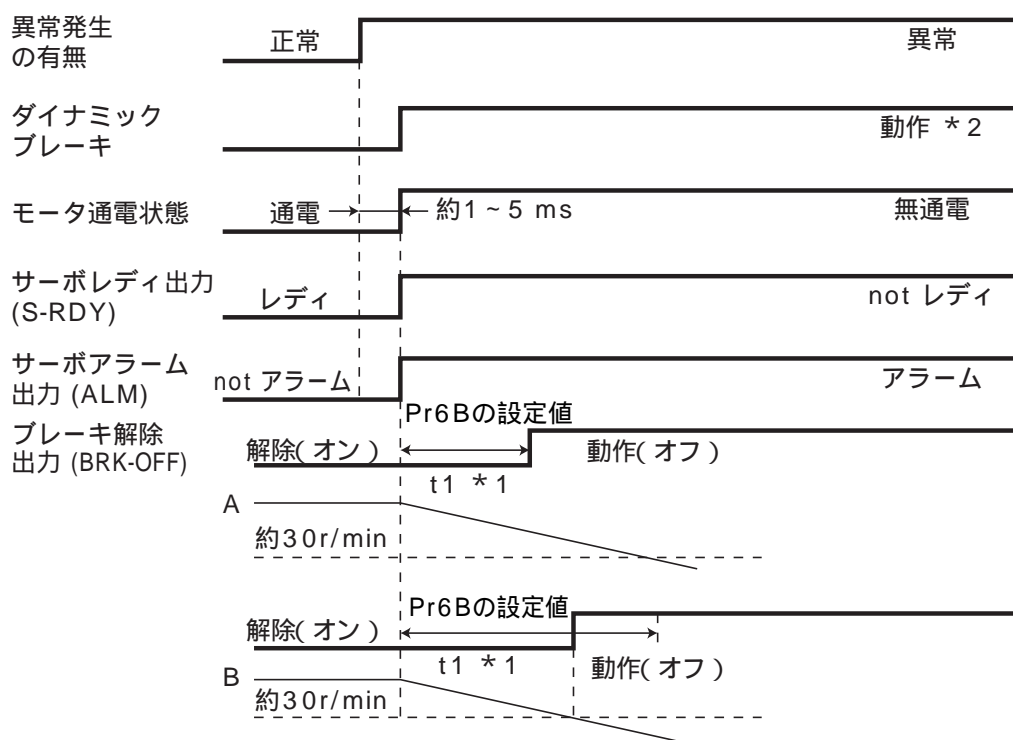 異常発生
の有無
正常
異常
ダイナミック
ブレーキ
動作 *2
モータ通電状態
通電
約1~5 ms
無通電
サーボレディ出力
(S-RDY)
レディ
not レディ
サーボアラーム
出力 (ALM)
not アラーム
アラーム
ブレーキ解除
出力 (BRK-OFF)
Pr6Bの設定値
解除(オン)
動作(オフ)
t1 *1
A
約30r/min
Pr6Bの設定値
解除(オン)
t1 *1
動作(オフ)
B
約30r/min